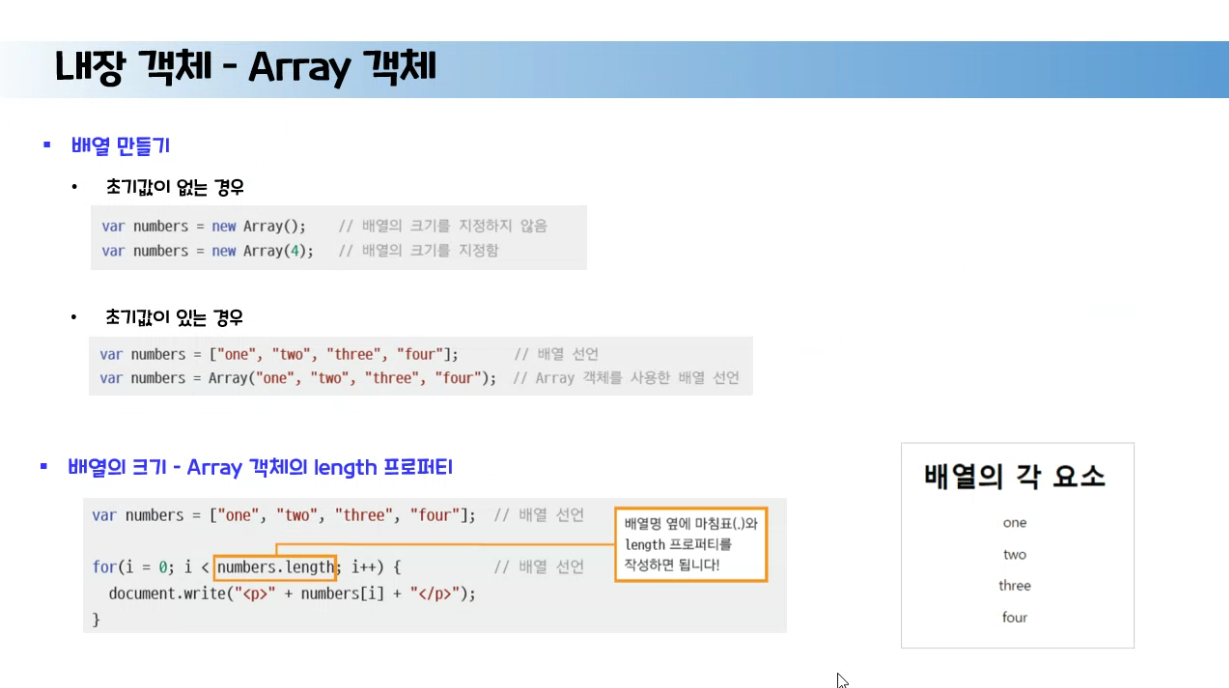 내장 객체 - Array 객체
배열 만들기
초기값이 없는 경우
var numbers = new Array(); // 배열의 크기를 지정하지 않음
var numbers = new Array(4); // 배열의 크기를 지정함
초기값이 있는 경우
var numbers = ["one", "two", "three", "four"]; // 배열 선언
var numbers = Array("one", "two", "three", "four"); // Array 객체를 사용한 배열 선언
배열의 크기 - Array 객체의 length 프로퍼티
var numbers = ["one", "two", "three", "four"]; // 배열 선언
for(i = 0; i < numbers.length; i++) { // 배열 선언
document.write("<p>" + numbers[i] + "</p>");
}
배열명 옆에 마침표(.)와
length 프로퍼티를
작성하면 됩니다!
배열의 각 요소
one
two
three
four